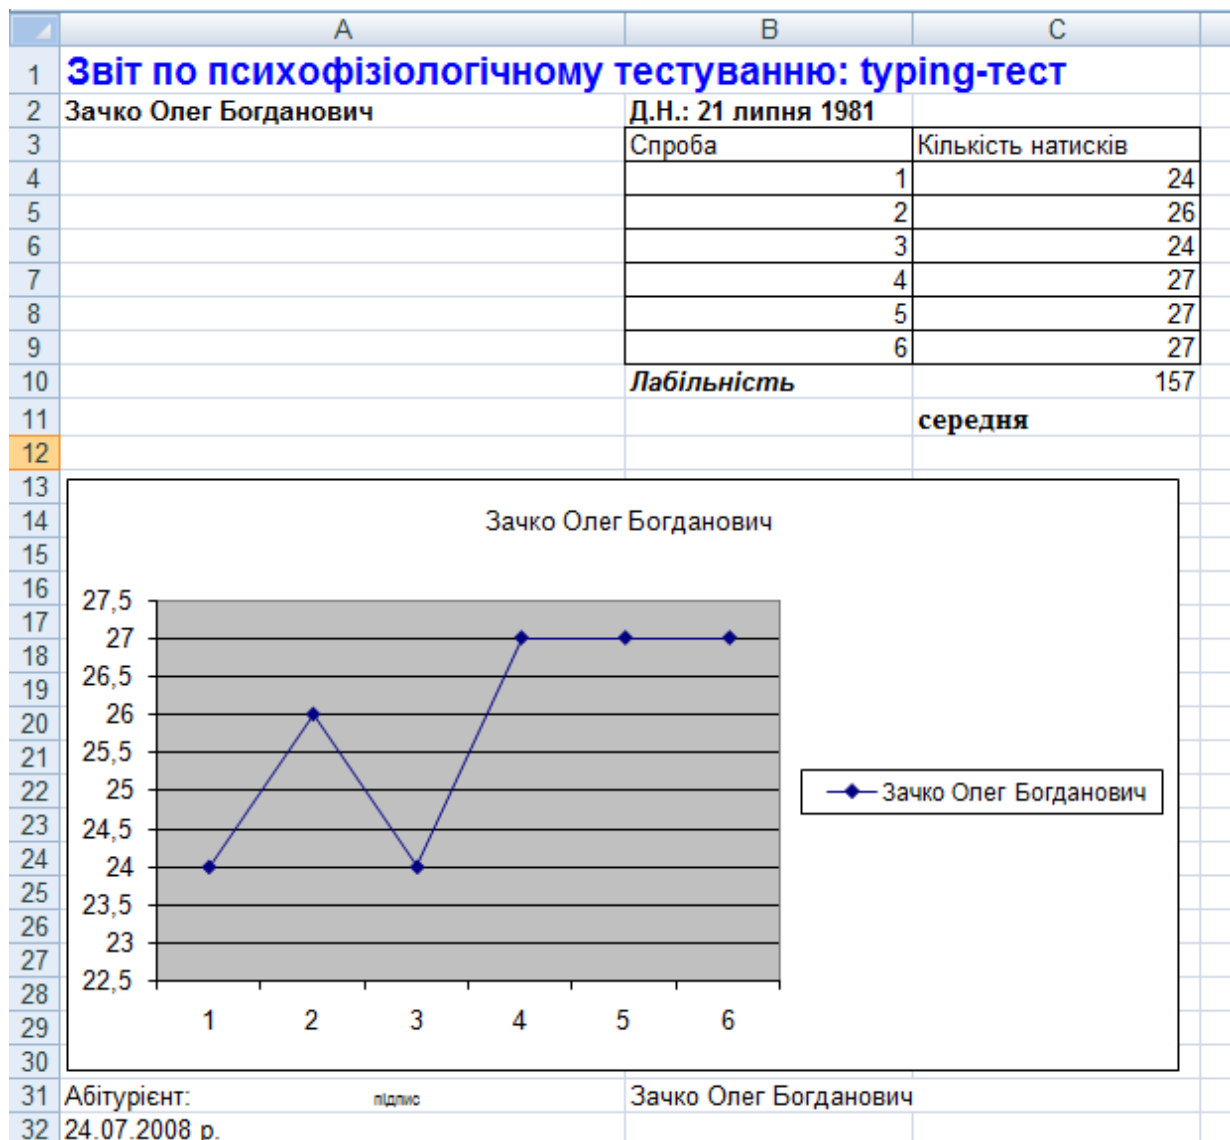 A B C
1 Звіт по психофізіологічному тестуванню: typing-тест
2 Зачко Олег Богданович Д.Н.: 21 липня 1981
3 Спроба Кількість натисків
4 1 24
5 2 26
6 3 24
7 4 27
8 5 27
9 6 27
10 Лабільність 157
11 середня
12
13
14 Зачко Олег Богданович
15
16
27,5
17
27
18
26,5
19
26
20
25,5
21
25
22 Зачко Олег Богданович
23
24,5
24
24
25
23,5
26
23
27
22,5
28
29 1 2 3 4 5 6
30
31 Абітурієнт: підпис Зачко Олег Богданович
32 24.07.2008 р.